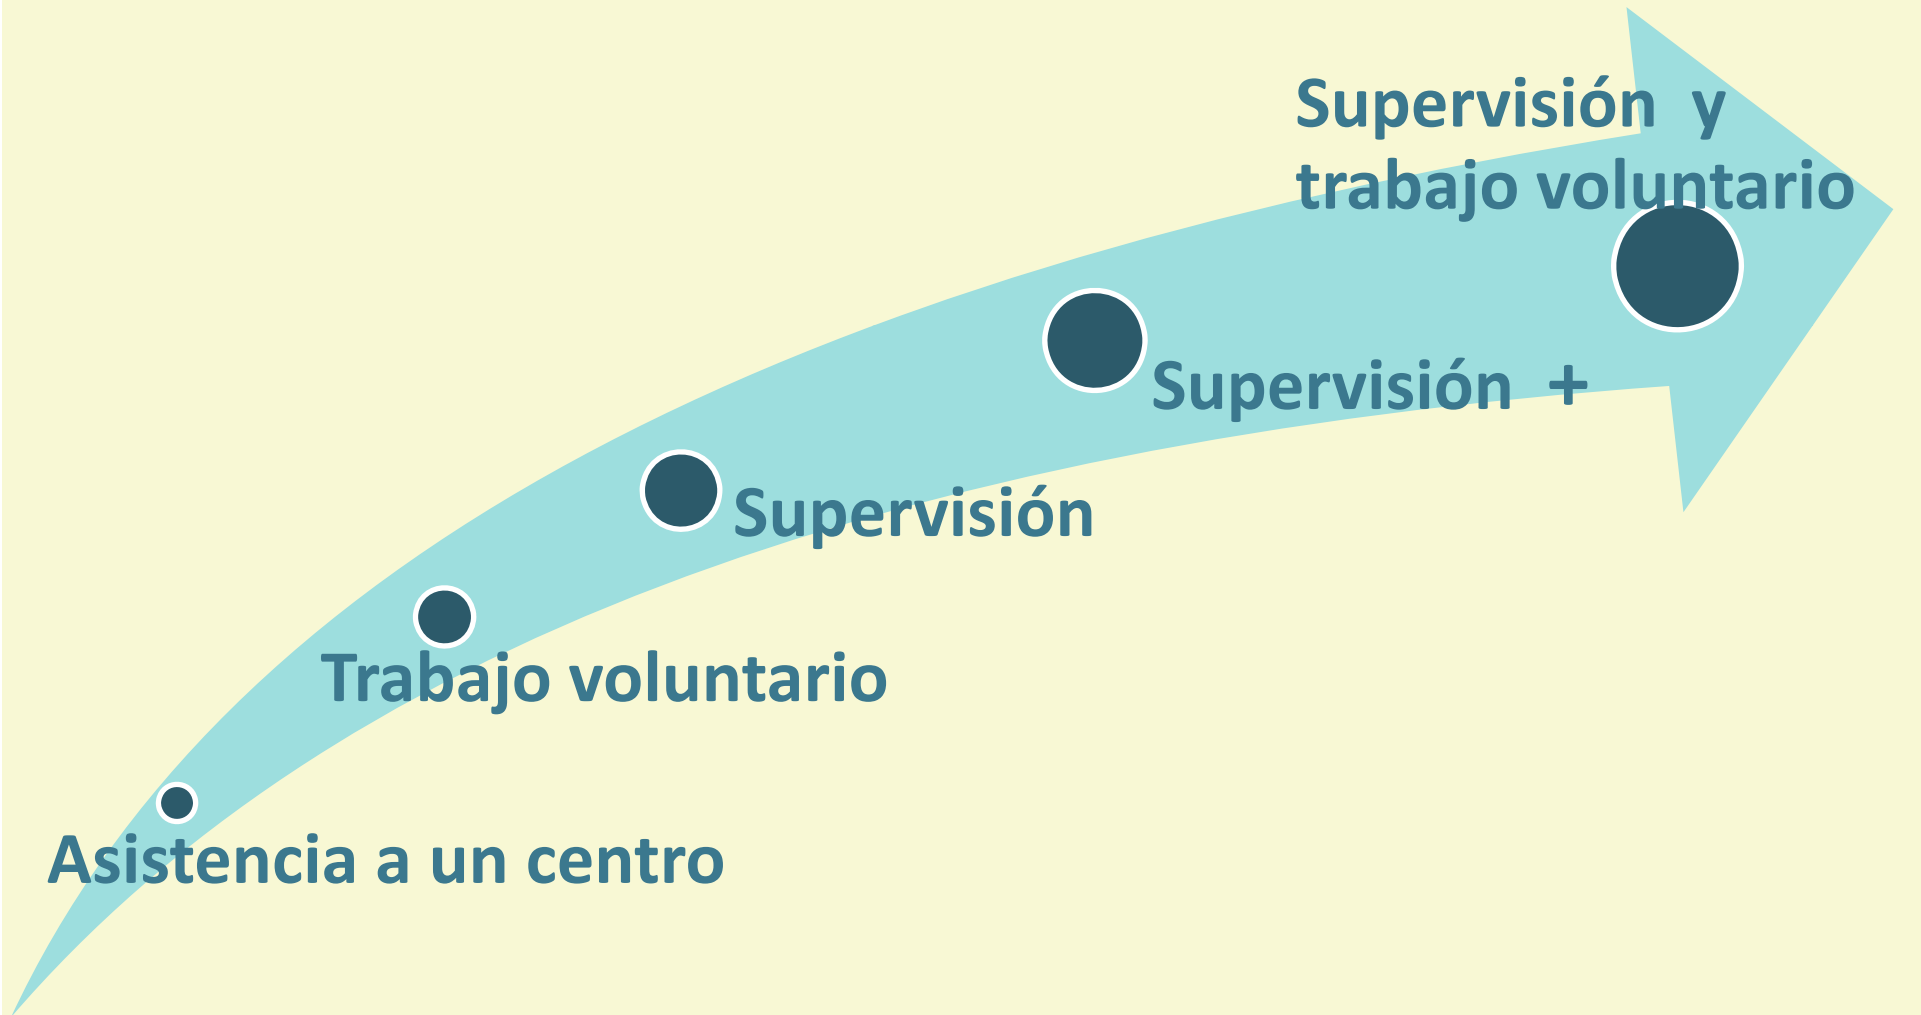 Supervisión y
trabajo voluntario
Supervisión +
Supervisión
Trabajo voluntario
Asistencia a un centro